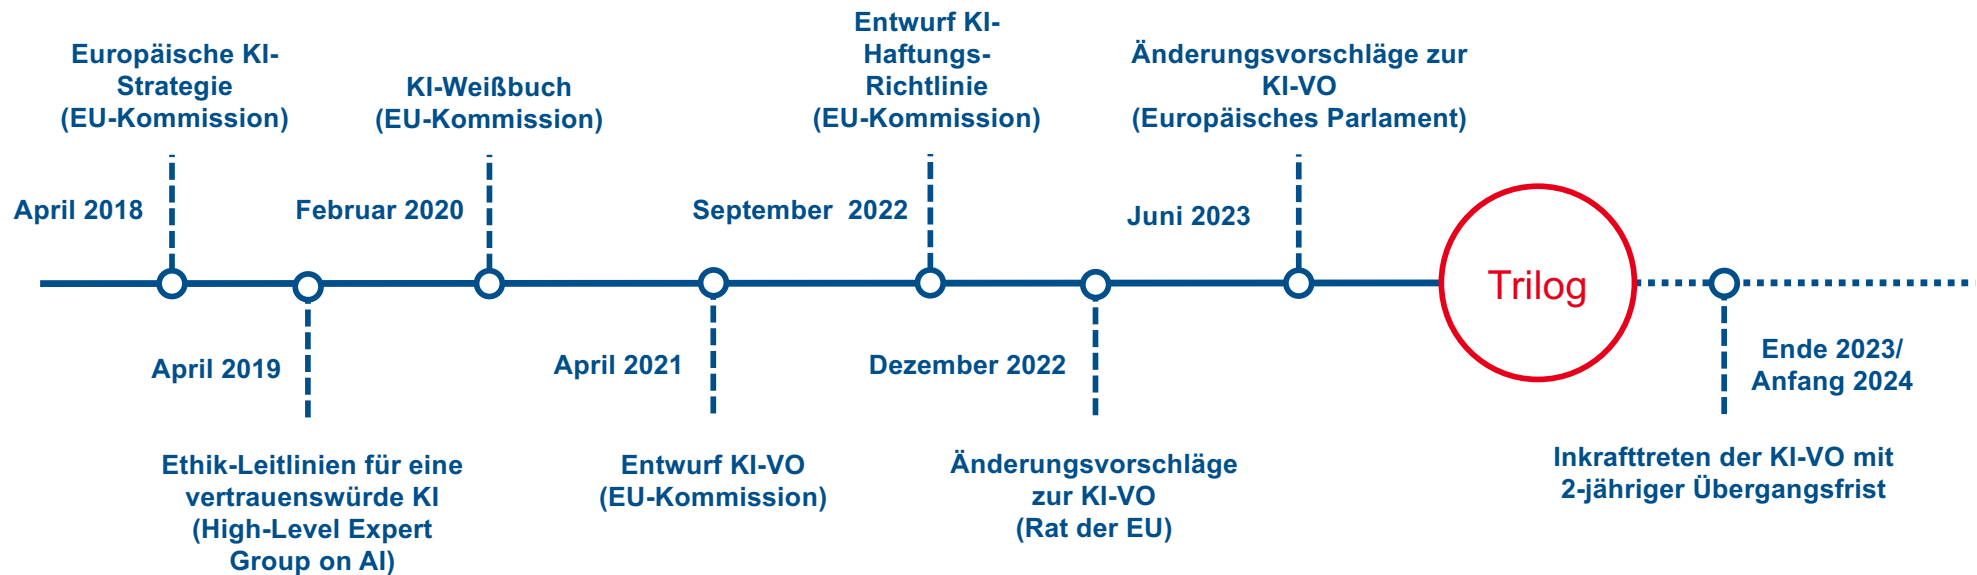 Europäische KI-
Strategie
(EU-Kommission)
April 2018
April 2019
Ethik-Leitlinien für eine
vertrauenswürde KI
(High-Level Expert
Group on AI)
KI-Weißbuch
(EU-Kommission)
Februar 2020
April 2021
Entwurf KI-VO
(EU-Kommission)
Entwurf KI-
Haftungs-
Richtlinie
(EU-Kommission)
September 2022
Dezember 2022
Änderungsvorschläge
zur KI-VO
(Rat der EU)
Änderungsvorschläge zur
KI-VO
(Europäisches Parlament)
Juni 2023
Trilog
Ende 2023/
Anfang 2024
Inkrafttreten der KI-VO mit
2-jähriger Übergangsfrist